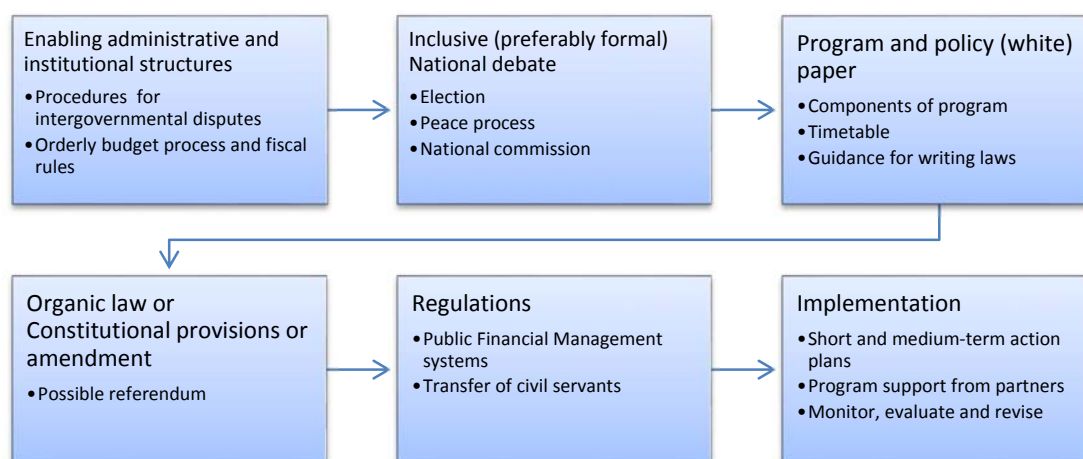 Enabling administrative and
institutional structures
•Procedures for
intergovernmental disputes
•Orderly budget process and fiscal
rules
Inclusive (preferably formal)
National debate
•Election
•Peace process
•National commission
Program and policy (white)
paper
•Components of program
•Timetable
•Guidance for writing laws
Organic law or
Constitutional provisions or
amendment
•Possible referendum
Regulations
•Public Financial Management
systems
•Transfer of civil servants
Implementation
•Short and medium-term action
plans
•Program support from partners
•Monitor, evaluate and revise